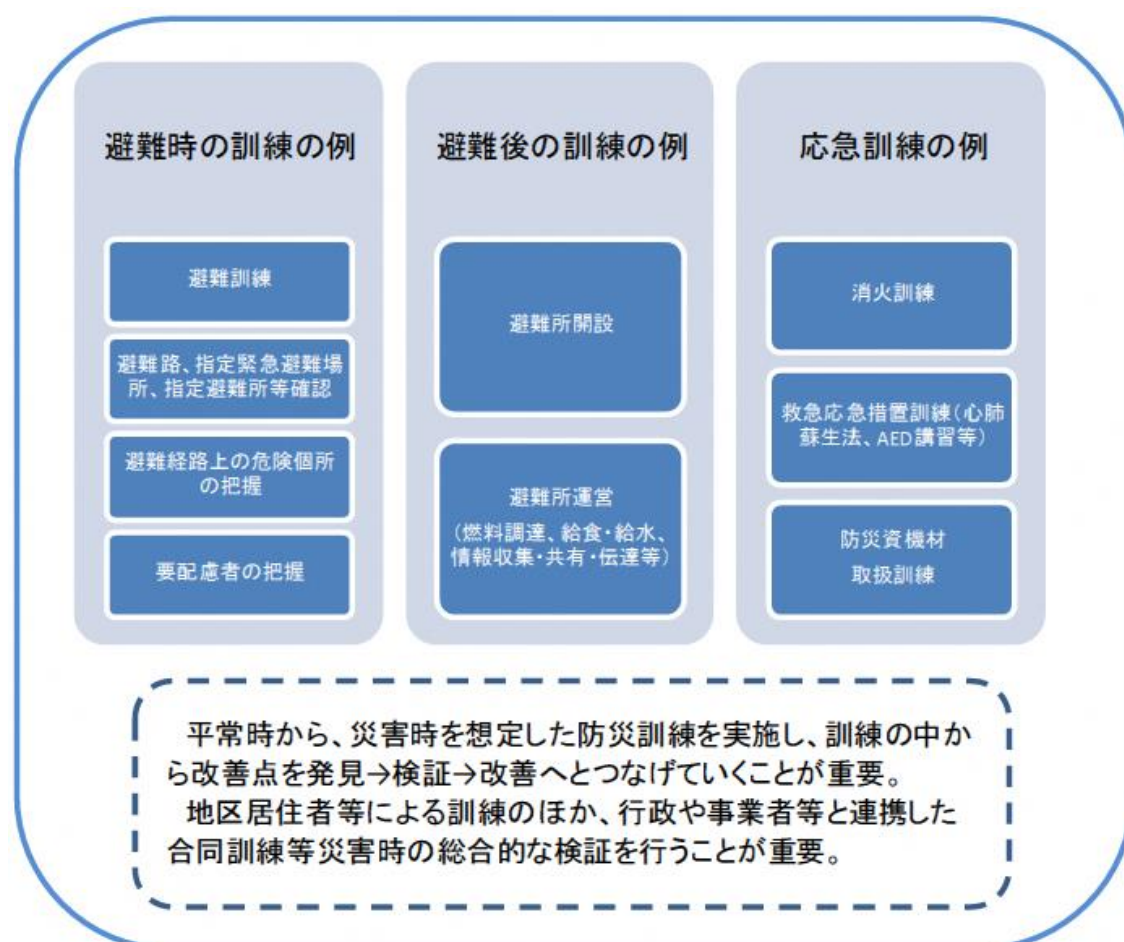 避難時の訓練の例
避難訓練
避難路、指定緊急避難場
所、指定避難所等確認
避難経路上の危険個所
の把握
要配慮者の把握
避難後の訓練の例
避難所開設
避難所運営
(燃料調達、給食・給水、
情報収集・共有・伝達等)
応急訓練の例
消火訓練
救急応急措置訓練(心肺
蘇生法、AED講習等)
防災資機材
取扱訓練
平常時から、災害時を想定した防災訓練を実施し、訓練の中か
ら改善点を発見→検証→改善へとつなげていくことが重要。
地区居住者等による訓練のほか、行政や事業者等と連携した
合同訓練等災害時の総合的な検証を行うことが重要。